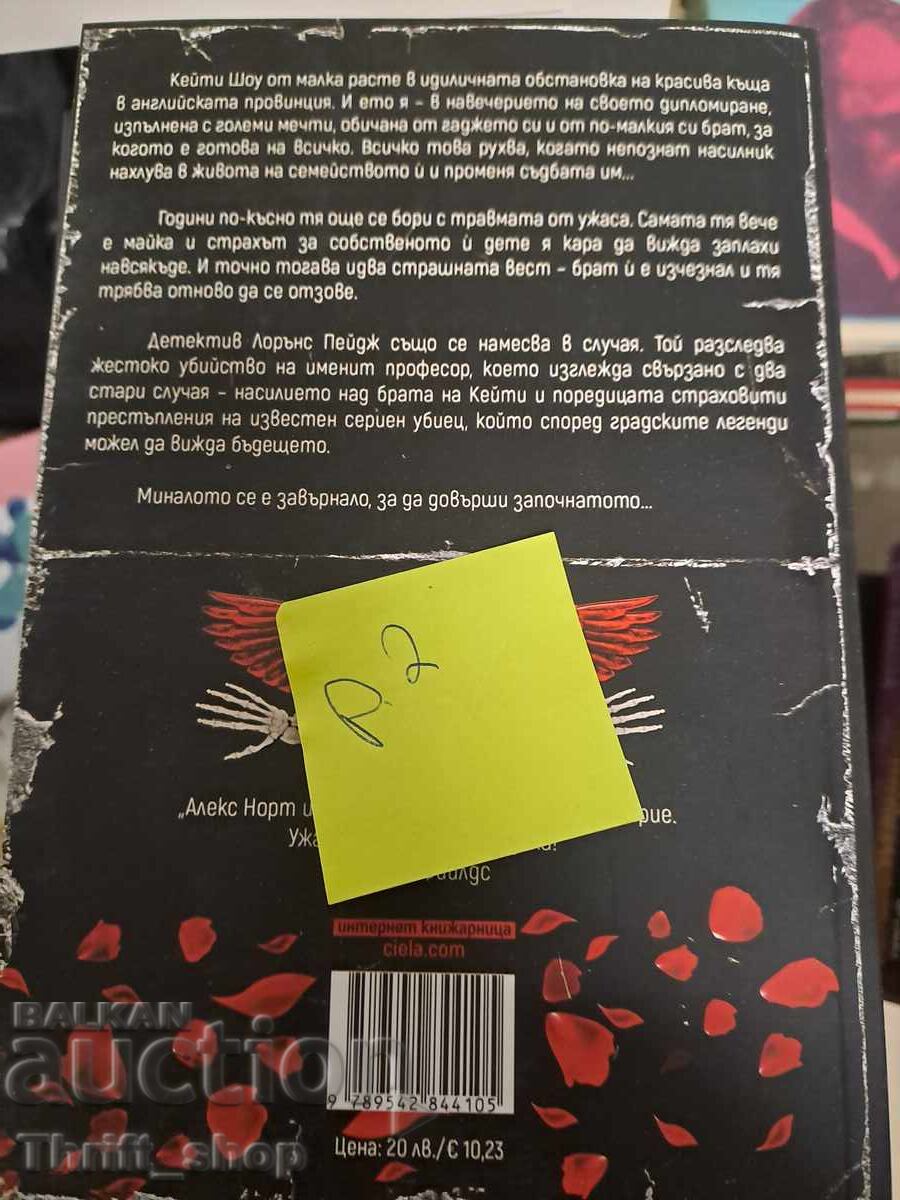 Кейти Шоу от малка расте в идиличната обстановка на красива къща
в английската провинция. И ето я – в навечерието на своето дипломиране,
изпълнена с големи мечти, обичана от гаджето си и от по-малкия си брат, за
когото е готова на всичко. Всичко това рухва, когато непознат насилник
нахлува в живота на семейството ѝ и променя съдбата им...
Години по-късно тя още се бори с травмата от ужаса. Самата тя вече
е майка и страхът за собственото ѝ дете я кара да вижда заплахи
навсякъде. И точно тогава идва страшната вест – брат ѝ е изчезнал и тя
трябва отново да се отзове.
Детектив Лорънс Пейдж също се намесва в случая. Той разследва
жестоко убийство на именит професор, което изглежда свързано с два
стари случая – насилието над брата на Кейти и поредицата страховити
престъпления на известен сериен убиец, който според градските легенди
можел да вижда бъдещето.
Миналото се е завърнало, за да довърши започнатото...
P.2
„Алекс Норт
интернет книжарница
ciela.com
9 789542 844105
Цена: 20 лв./€ 10,23
BALKAN
auction
Thrift_shop